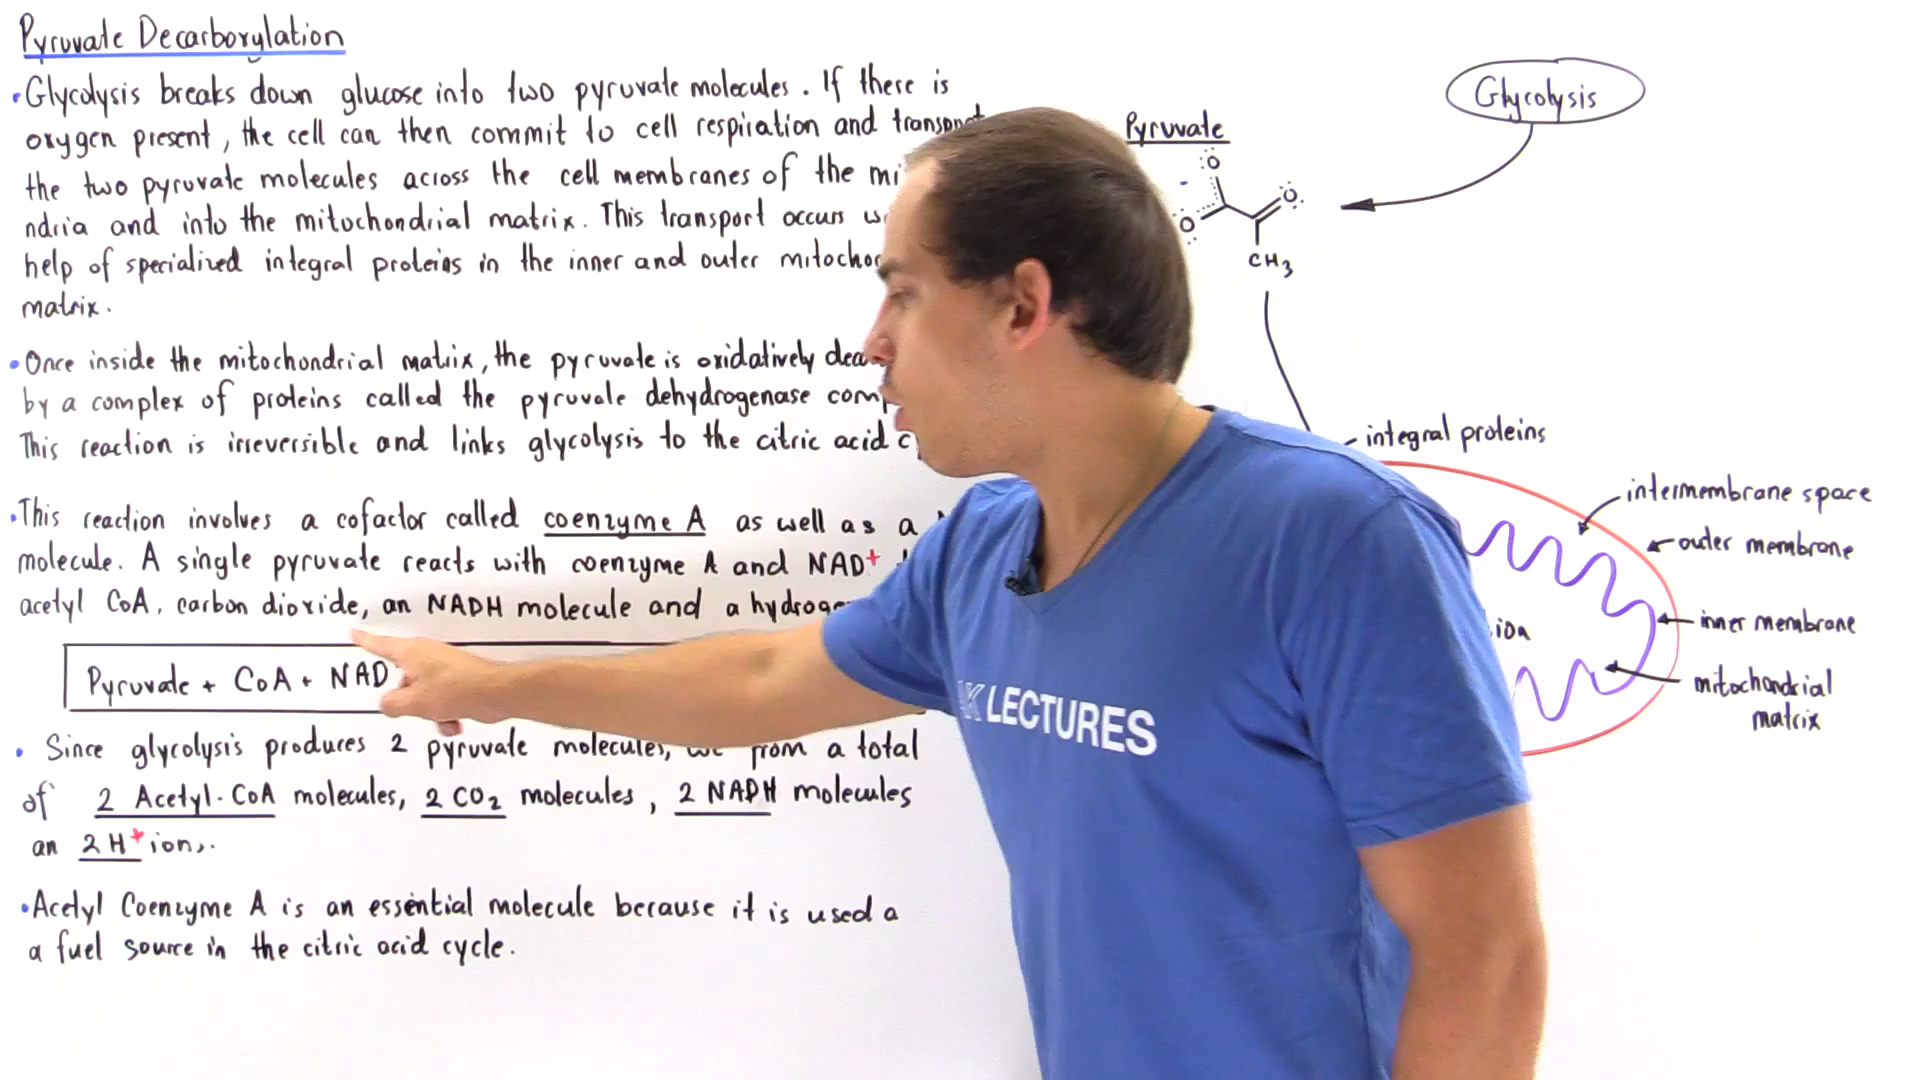 Pyruvate Decarboxylation
•Glycolysis breaks down glucose into two pyruvate molecules. If there is
oxygen present, the cell can then commit to cell respiration and transport
the two pyruvate molecules across the cell membranes of the
ndria and into the mitochondrial matrix. This transport occurs
help of specialized integral proteins in the inner and outer
matrix.
•Once inside the mitochondrial matrix, the pyruvate is oxidatively
by a complex of proteins called the pyruvate dehydrogenase
This reaction is irreversible and links glycolysis to the citric acid
•This reaction involves a cofactor called coenzyme A as well as a
molecule. A single pyruvate reacts with coenzyme A and NAD+
acetyl CoA, carbon dioxide, an NADH molecule and a
Pyruvate + CoA + NAD
• Since glycolysis produces 2 pyruvate molecules, we from a total
of 2 Acetyl-CoA molecules, 2 CO2 molecules, 2 NADH molecules
an 2 H+ ions.
•Acetyl Coenzyme A is an essential molecule because it is used a
a fuel source in the citric acid cycle.
Glycolysis
Pyruvate
O
-
O
O
CH3
integral proteins
intermembrane space
outer membrane
inner membrane
mitochondrial
matrix
LECTURES